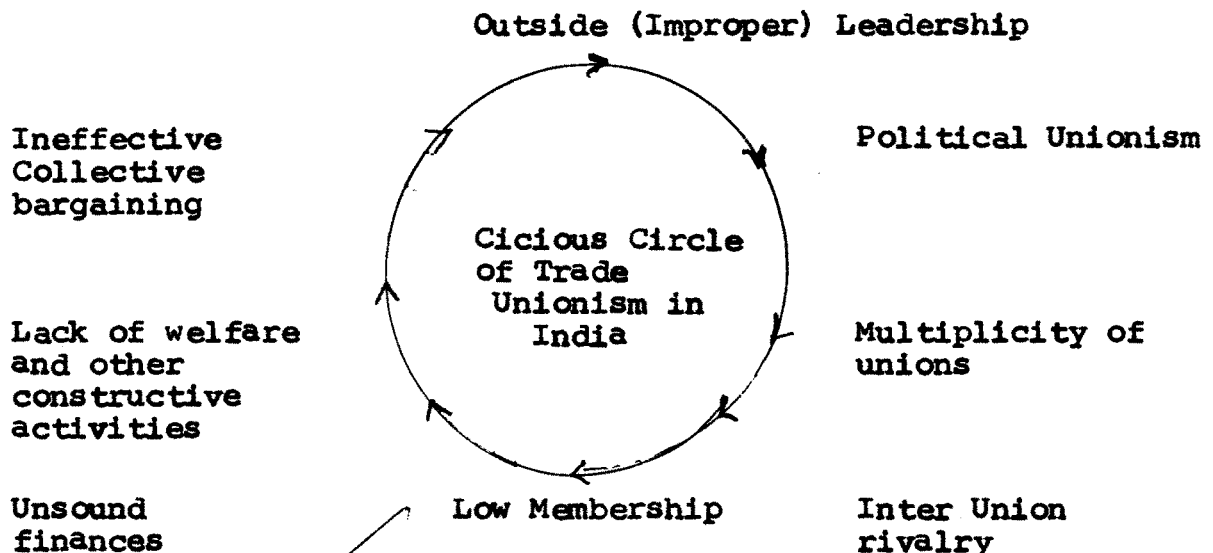 Outside (Improper) Leadership
Political Unionism
Multiplicity of
unions
Inter Union
rivalry
Low Membership
Unsound
finances
Lack of welfare
and other
constructive
activities
Ineffective
Collective
bargaining
Cicious Circle
of Trade
Unionism in
India